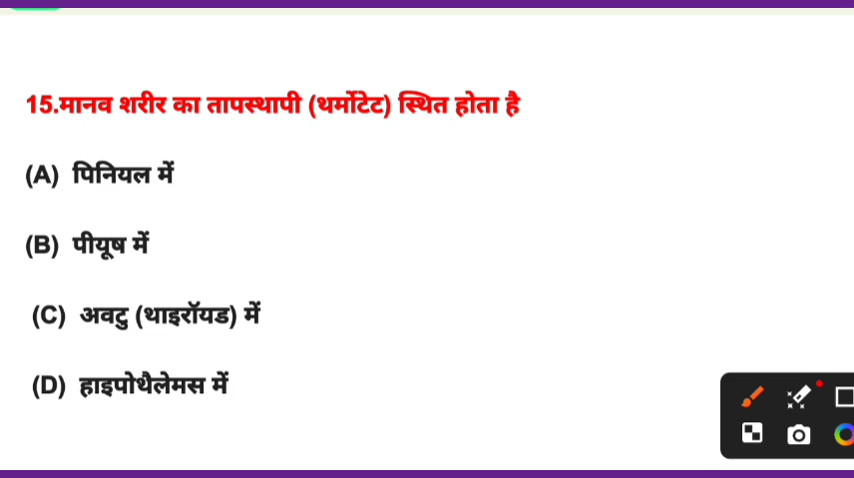 15.मानव शरीर का तापस्थापी (थर्मोटेट) स्थित होता है
(A) पिनियल में
(B) पीयूष में
(C) अवटु (थाइरॉयड) में
(D) हाइपोथैलेमस में